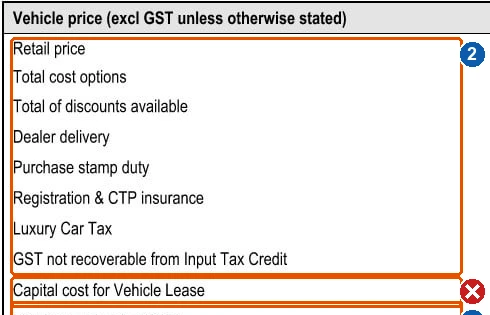 Vehicle price (excl GST unless otherwise stated)
Retail price
2
Total cost options
Total of discounts available
Dealer delivery
Purchase stamp duty
Registration & CTP insurance
Luxury Car Tax
GST not recoverable from Input Tax Credit
Capital cost for Vehicle Lease